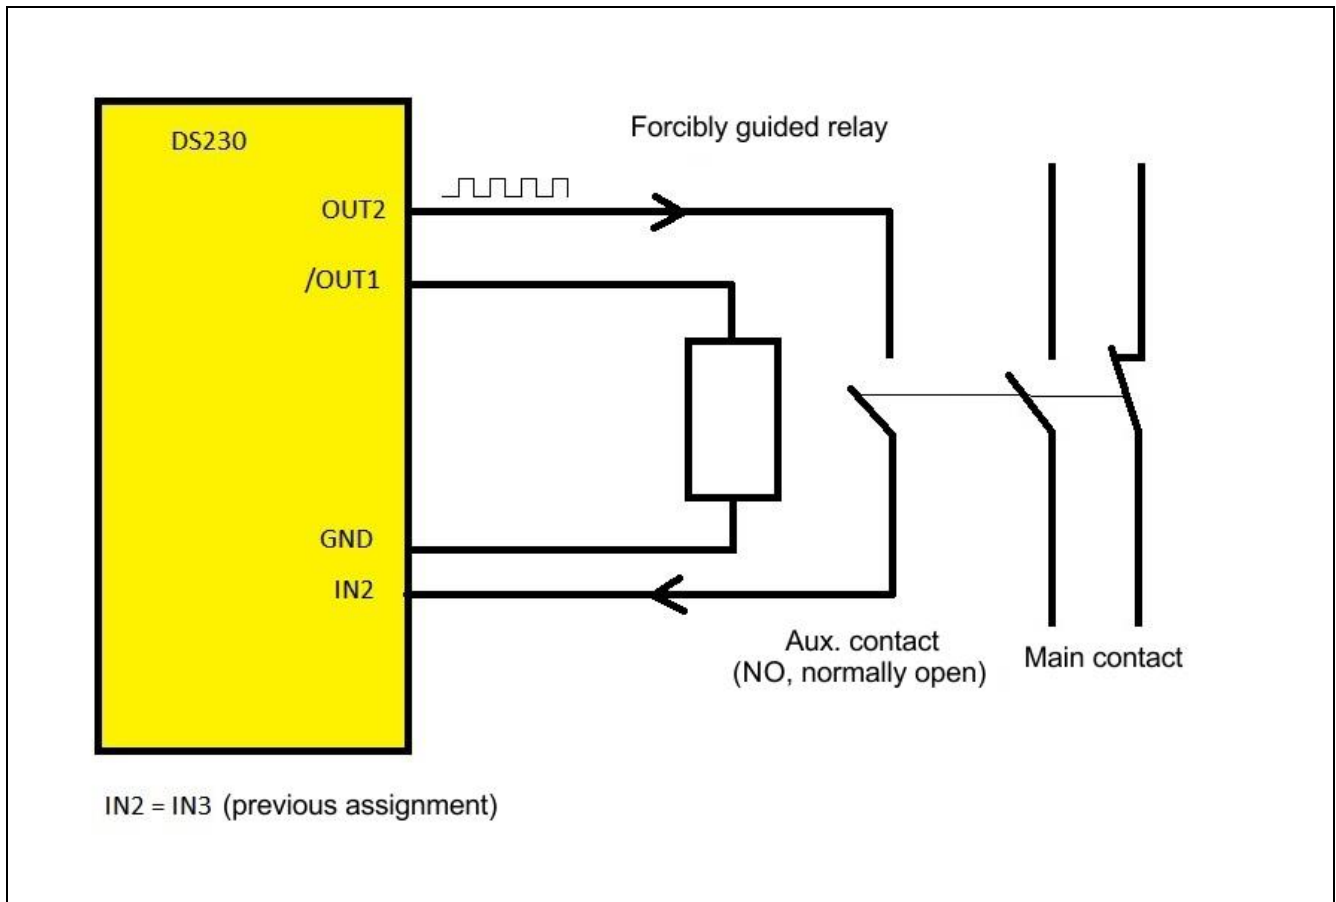 Forcibly guided relay
DS230
OUT2
/OUT1
GND
IN2
Aux. contact
(NO, normally open)
Main contact
IN2 = IN3 (previous assignment)